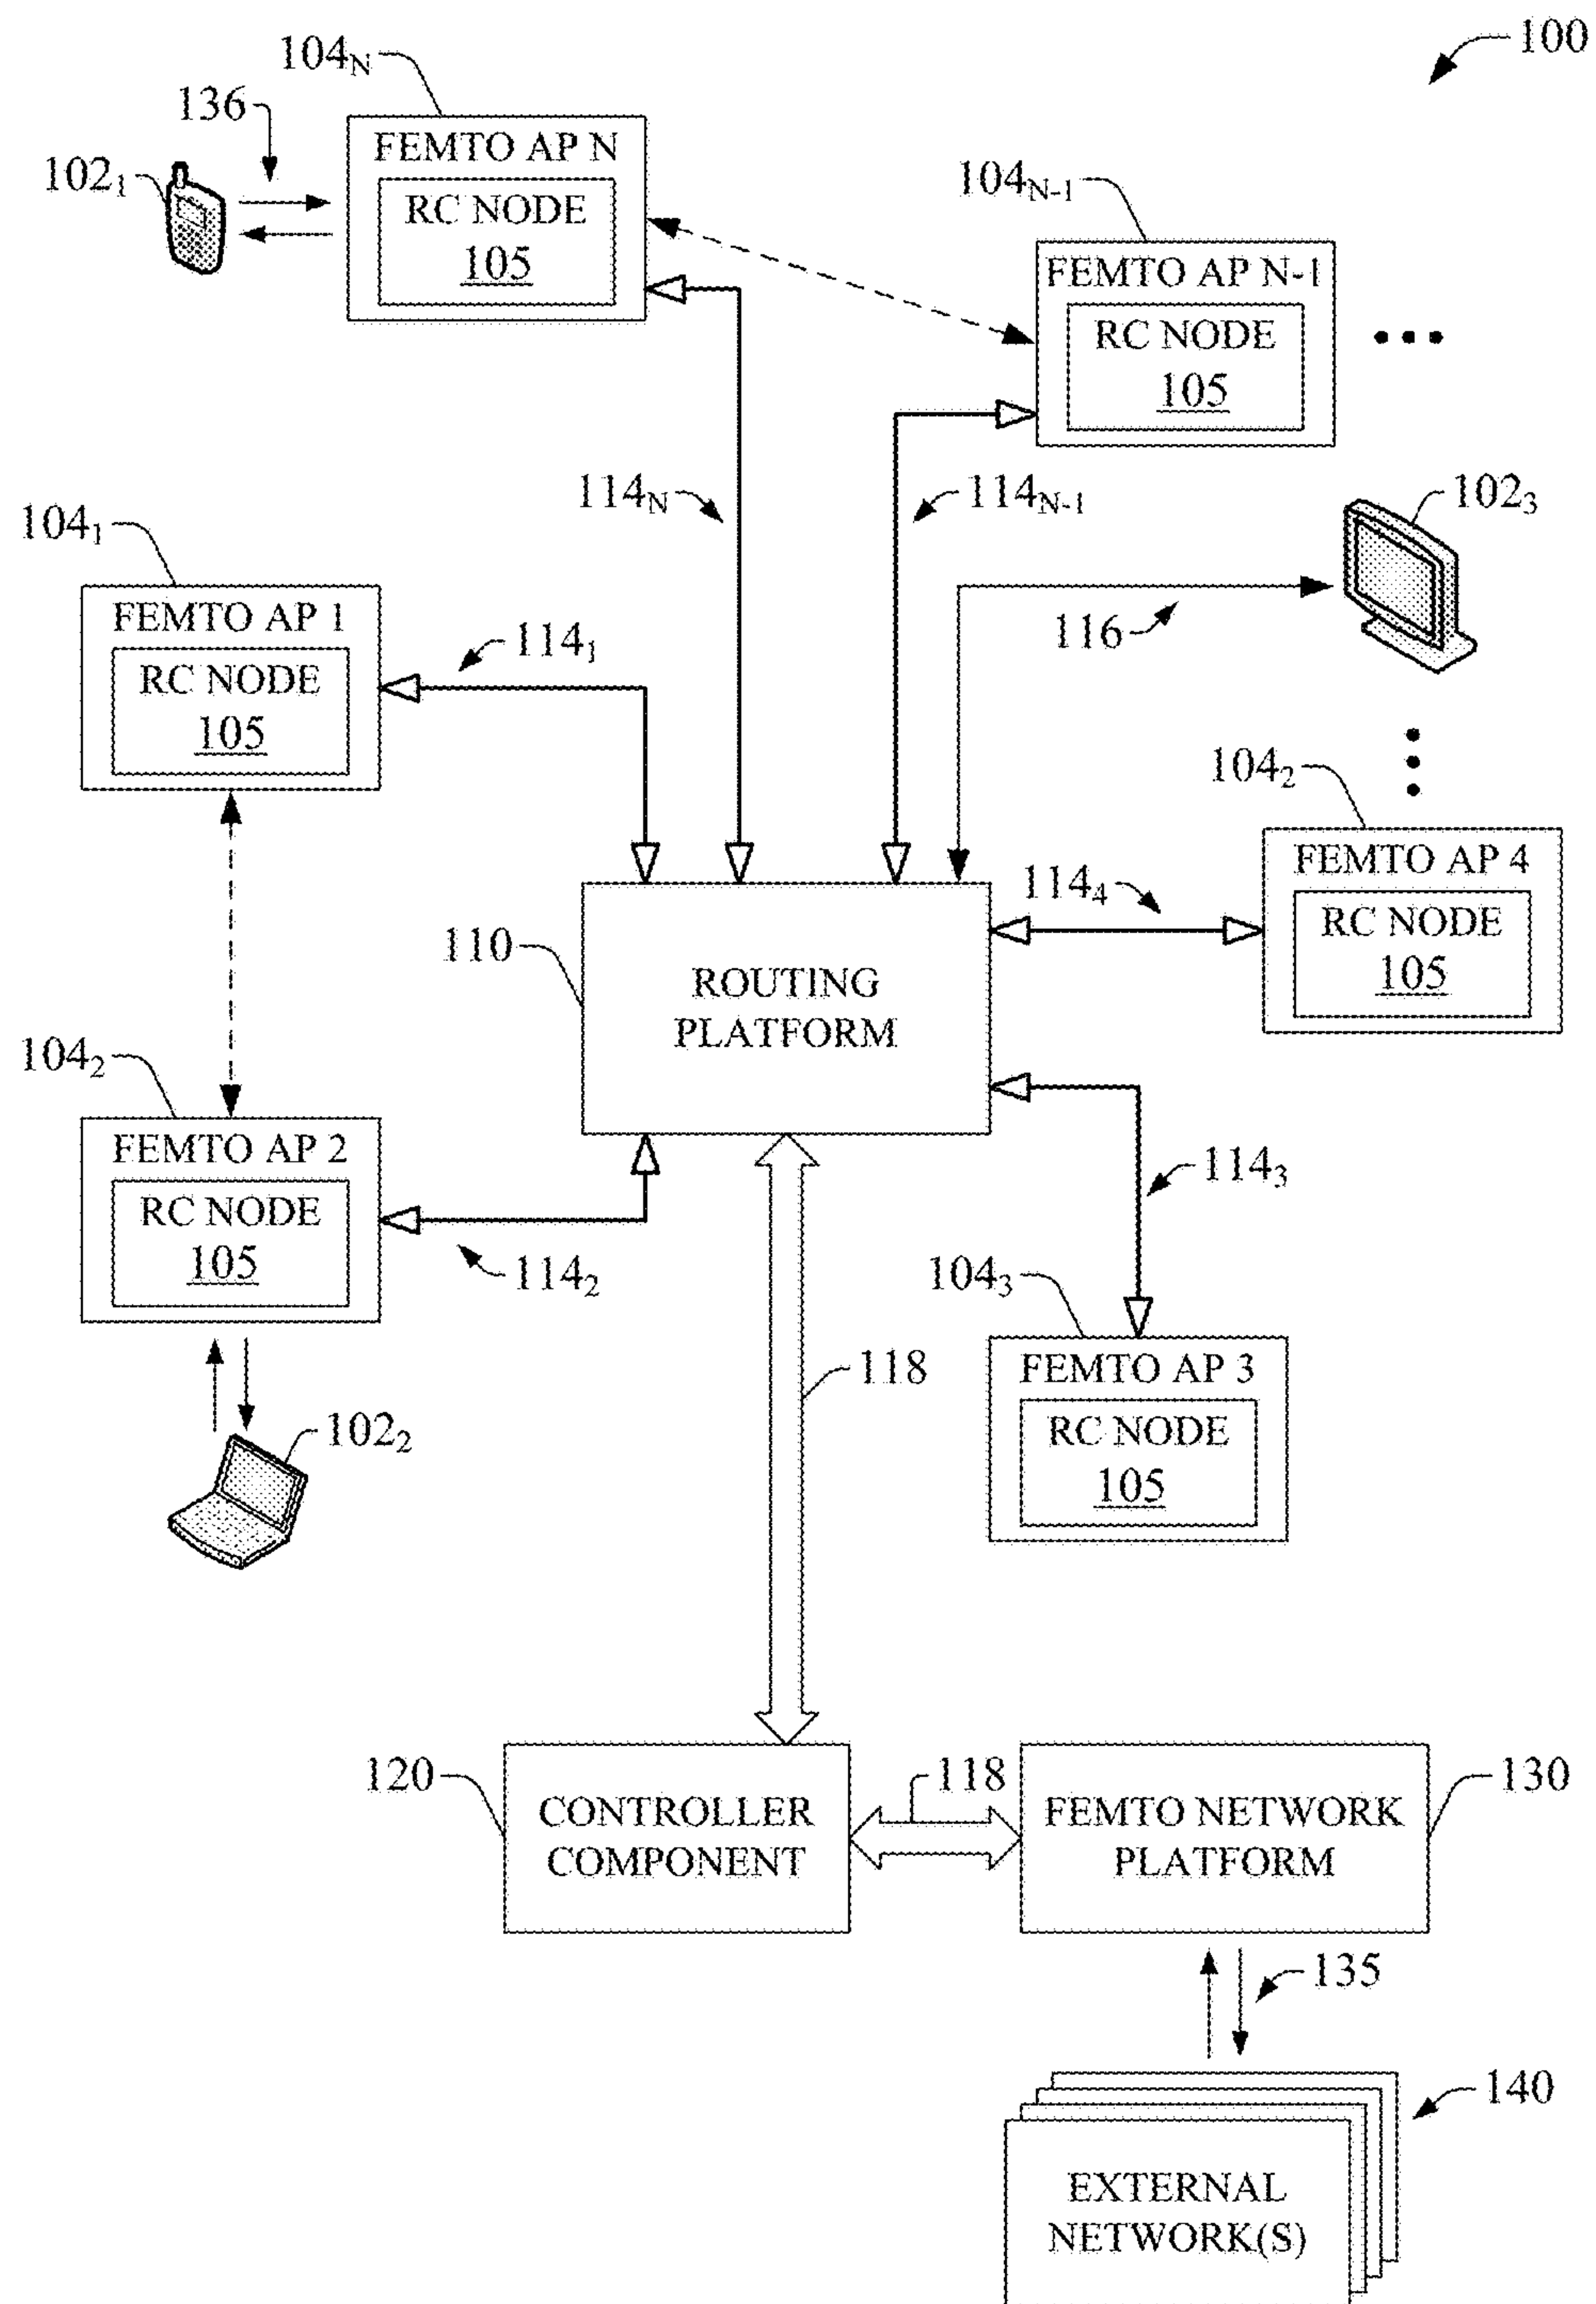 100
104N
136
FEMTO AP N
1021
RC NODE
105
104N-1
FEMTO AP N-1
RC NODE
105
114N
114N-1
1023
1041
FEMTO AP 1
1141
116
RC NODE
105
1042
FEMTO AP 4
1144
RC NODE
105
110
ROUTING
PLATFORM
1042
FEMTO AP 2
RC NODE
105
1143
1142
1043
FEMTO AP 3
118
RC NODE
105
1022
120
CONTROLLER
COMPONENT
118
FEMTO NETWORK
PLATFORM
130
135
140
EXTERNAL
NETWORK(S)